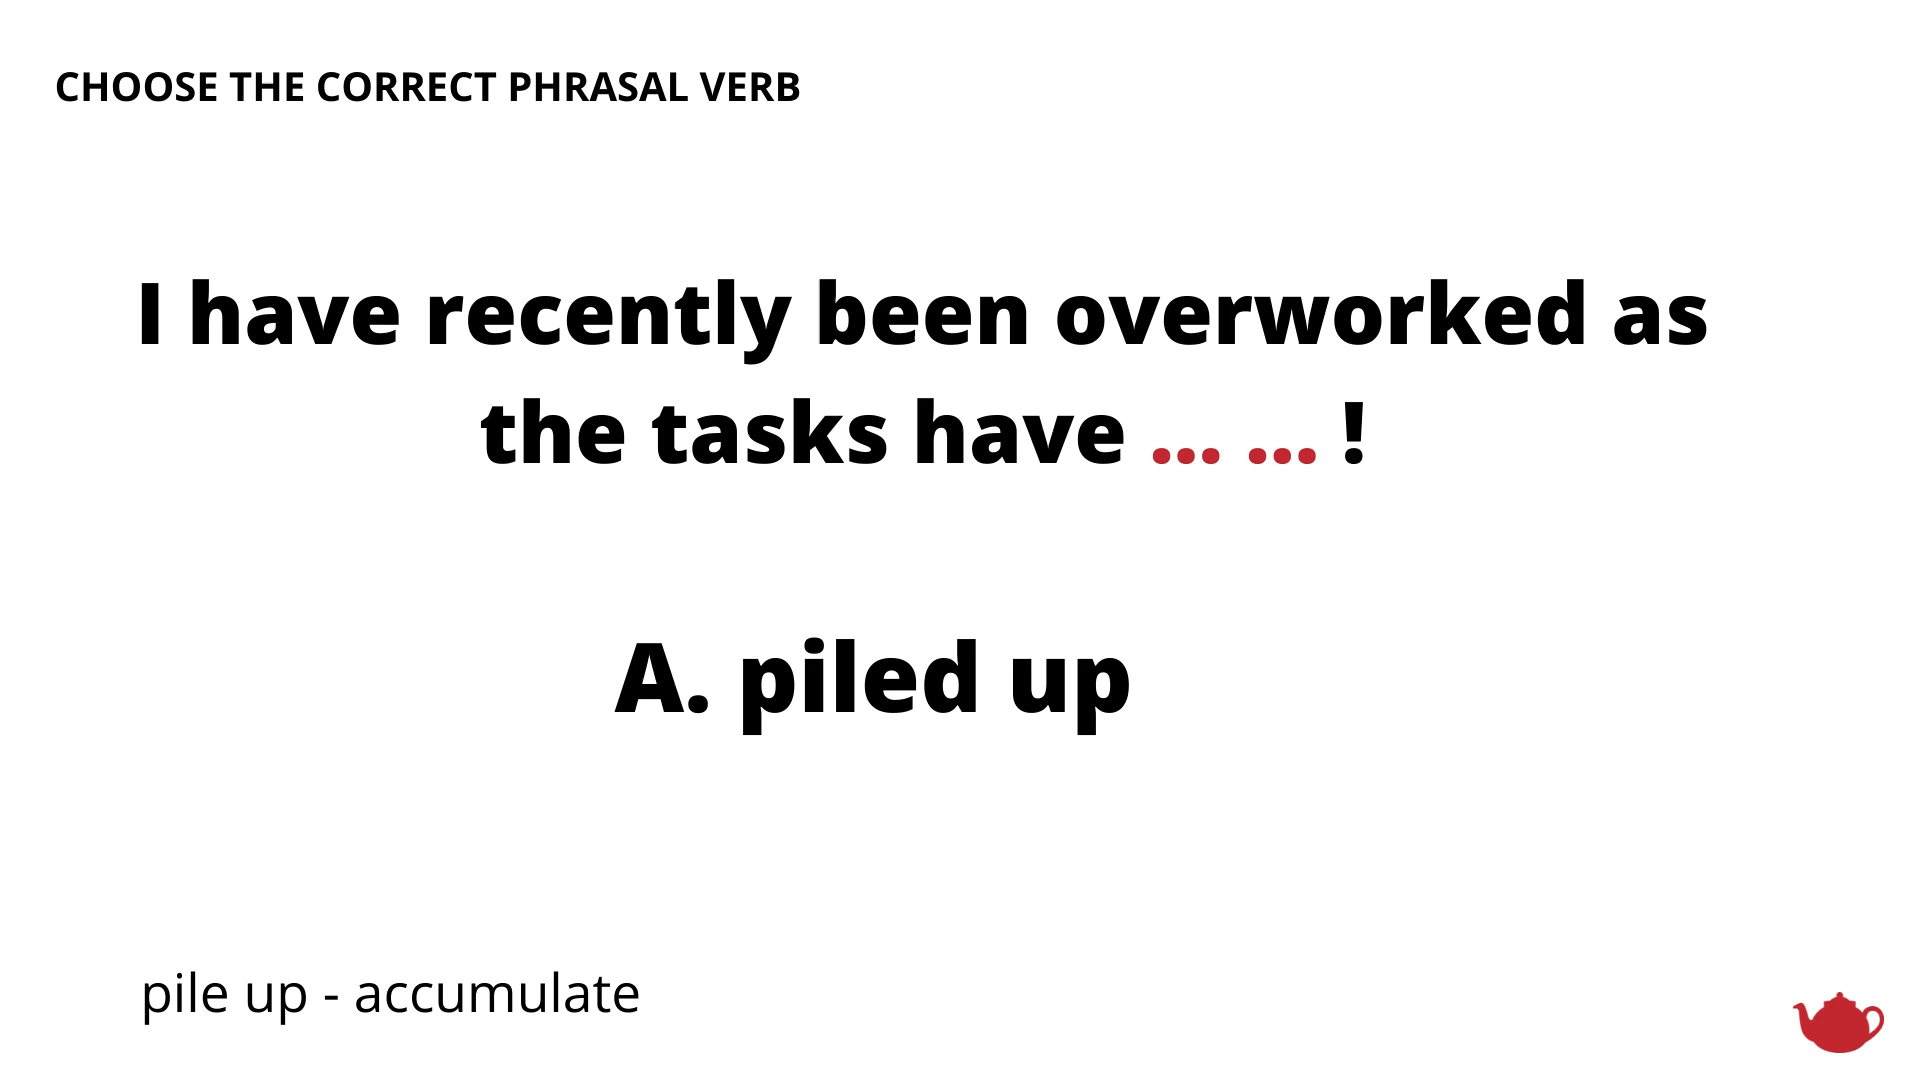 CHOOSE THE CORRECT PHRASAL VERB
I have recently been overworked as
the tasks have ... ... !
A. piled up
pile up - accumulate